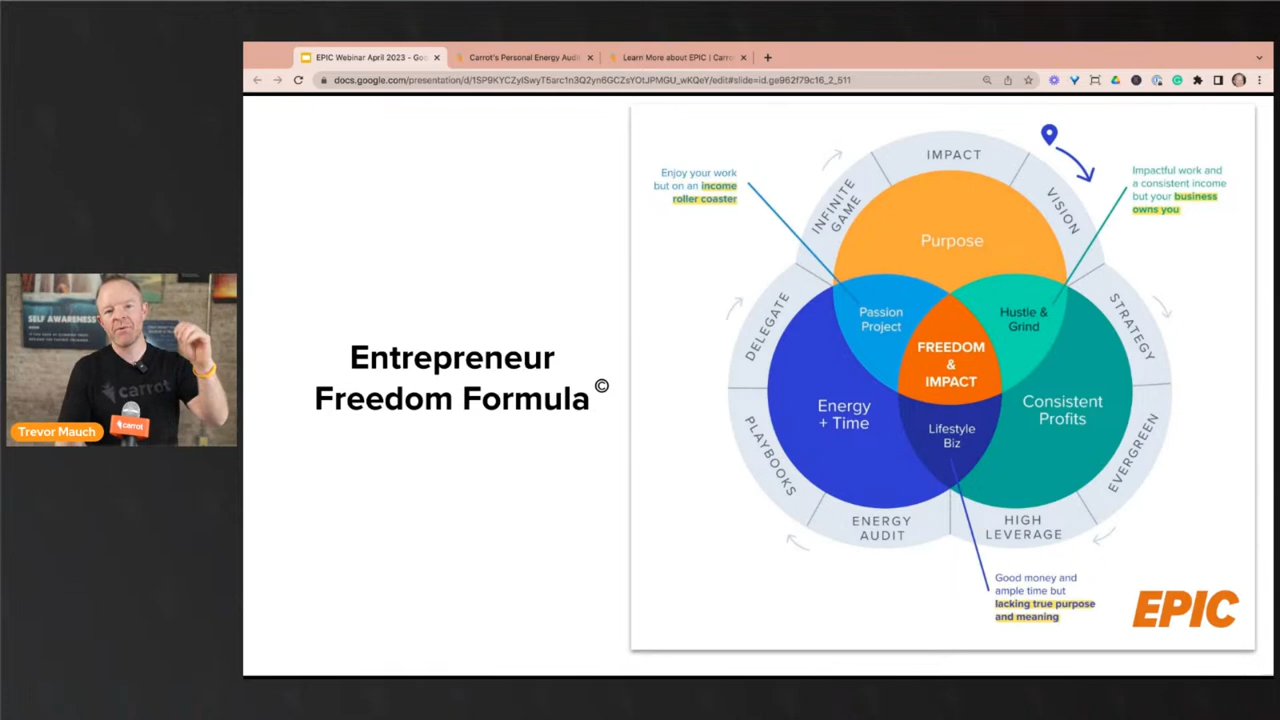 EPIC Webinar April 2023 - Goo
Carrot's Personal Energy Audi
Learn More about EPIC | Carro
SELF AWARENESS
carrot
carrot
Trevor Mauch
Entrepreneur
Freedom Formula©
Enjoy your work
but on an income
roller coaster
Impactful work and
a consistent income
but your business
owns you
IMPACT
INFINITE
GAME
VISION
Purpose
DELEGATE
STRATEGY
Passion
Project
Hustle &
Grind
FREEDOM
&
IMPACT
Energy
+ Time
Consistent
Profits
Lifestyle
Biz
PLAYBOOKS
EVERGREEN
ENERGY
AUDIT
HIGH
LEVERAGE
Good money and
ample time but
lacking true purpose
and meaning
EPIC